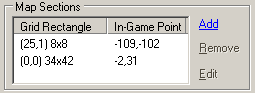 Map Sections
Grid Rectangle In-Game Point
(25,1) 8x8 -109,-102
(0,0) 34x42 -2,31
Add
Remove
Edit